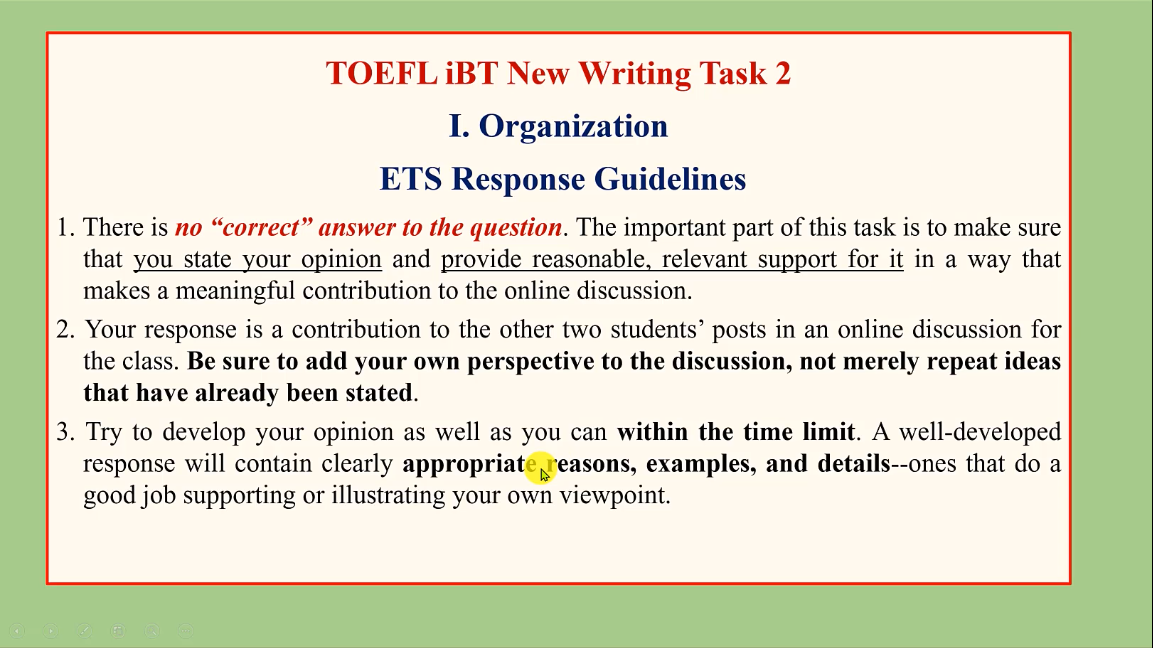 TOEFL iBT New Writing Task 2
I. Organization
ETS Response Guidelines
1. There is no “correct” answer to the question. The important part of this task is to make sure
that you state your opinion and provide reasonable, relevant support for it in a way that
makes a meaningful contribution to the online discussion.
2. Your response is a contribution to the other two students’ posts in an online discussion for
the class. Be sure to add your own perspective to the discussion, not merely repeat ideas
that have already been stated.
3. Try to develop your opinion as well as you can within the time limit. A well-developed
response will contain clearly appropriate reasons, examples, and details--ones that do a
good job supporting or illustrating your own viewpoint.